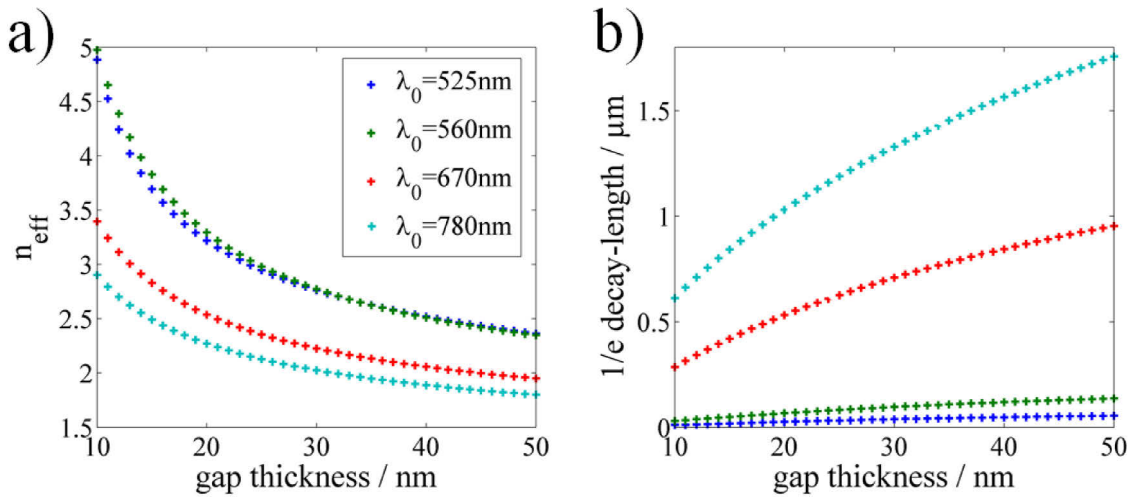 a)
5
4.5
4
3.5
3
2.5
2
1.5
n_eff
10 20 30 40 50
gap thickness / nm
λ₀=525nm
λ₀=560nm
λ₀=670nm
λ₀=780nm
b)
1.5
1
0.5
0
1/e decay-length / μm
10 20 30 40 50
gap thickness / nm